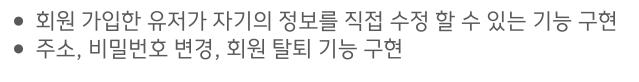 • 회원 가입한 유저가 자기의 정보를 직접 수정 할 수 있는 기능 구현
• 주소, 비밀번호 변경, 회원 탈퇴 기능 구현